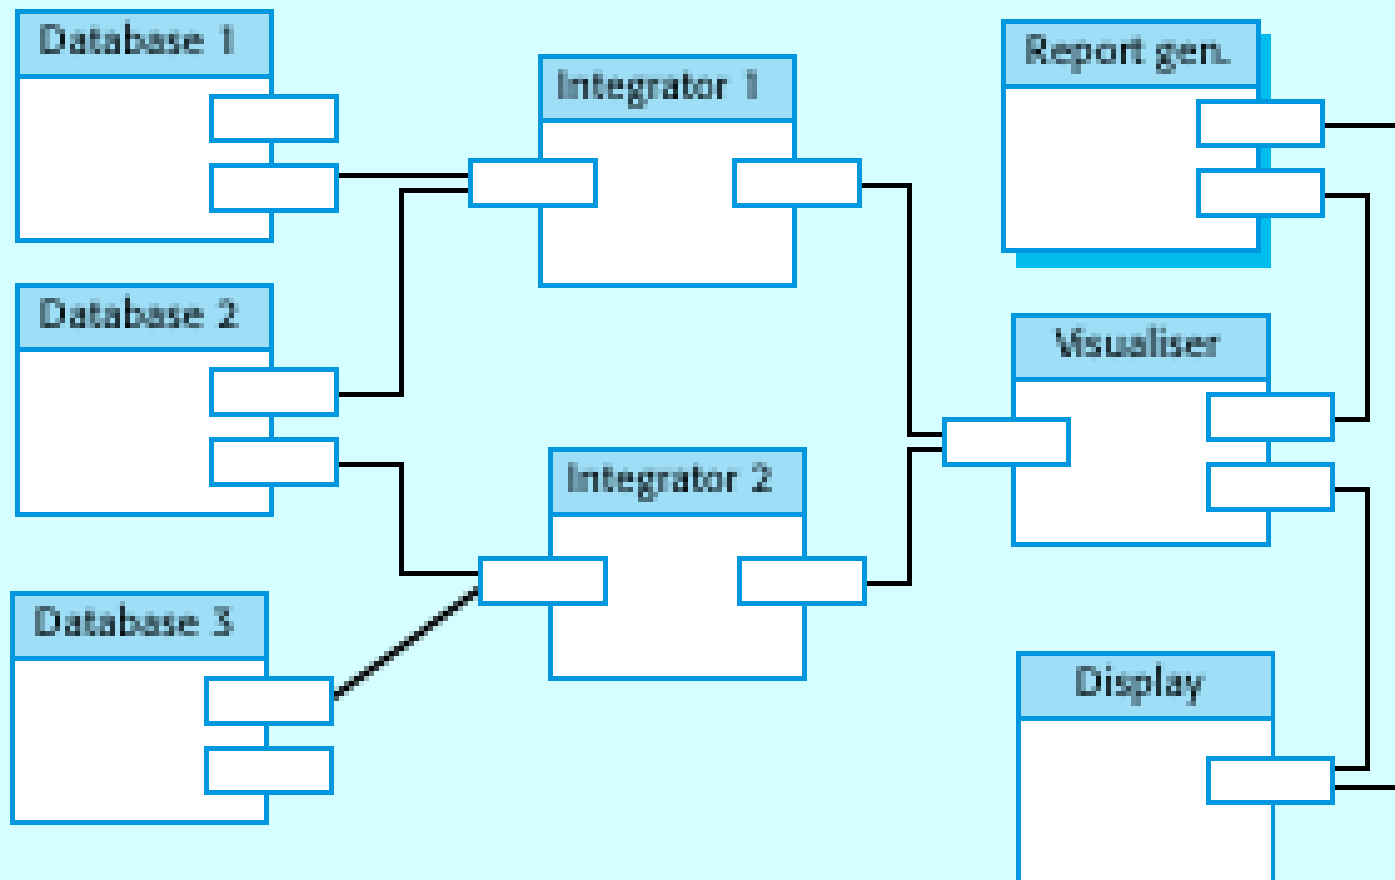 Database 1
Integrator 1
Report gen.
Database 2
Visualiser
Integrator 2
Database 3
Display